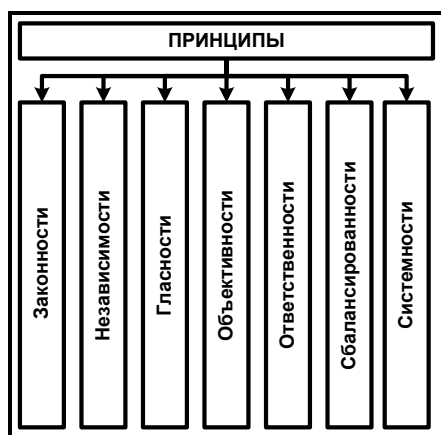 ПРИНЦИПЫ
Законности
Независимости
Гласности
Объективности
Ответственности
Сбалансированности
Системности